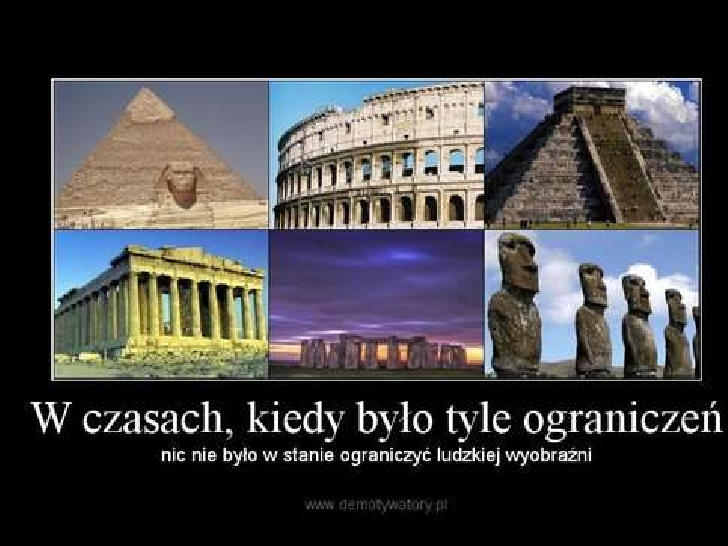 W czasach, kiedy było tyle ograniczeń
nic nie było w stanie ograniczyć ludzkiej wyobraźni
www.demotywatory.pl